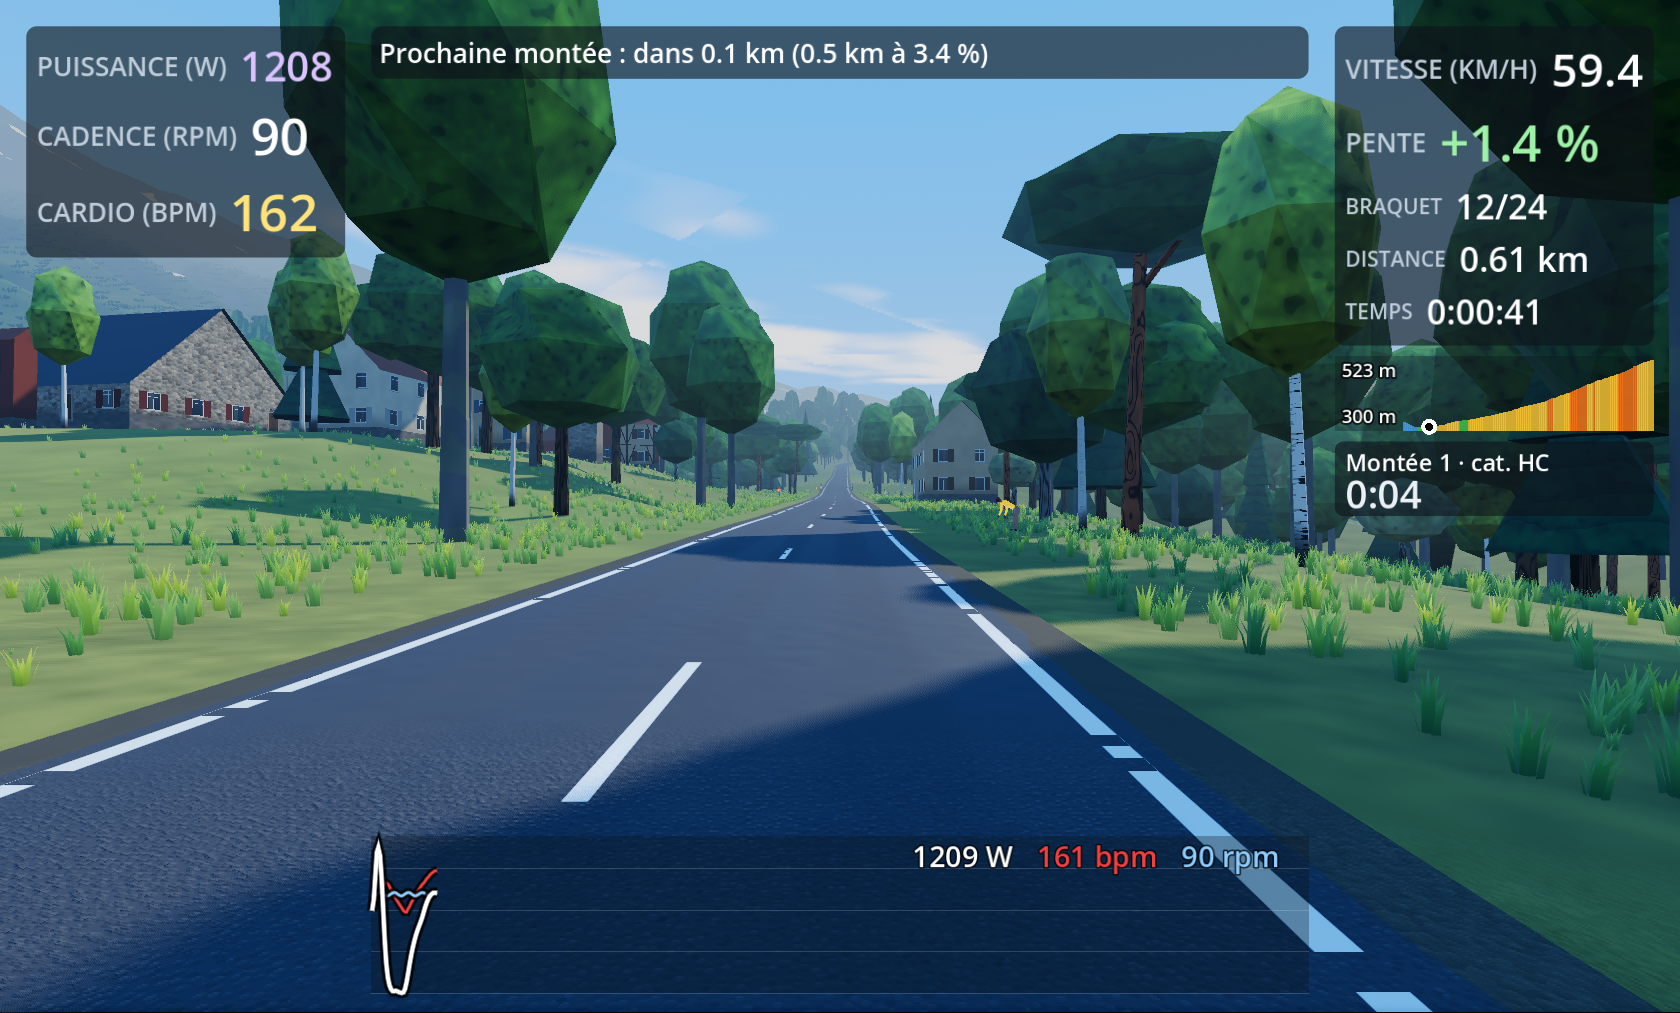 PUISSANCE (W) 1208
CADENCE (RPM) 90
CARDIO (BPM) 162
Prochaine montée : dans 0.1 km (0.5 km à 3.4 %)
VITESSE (KM/H) 59.4
PENTE +1.4 %
BRAQUET 12/24
DISTANCE 0.61 km
TEMPS 0:00:41
523 m
300 m
Montée 1 · cat. HC
0:04
1209 W 161 bpm 90 rpm